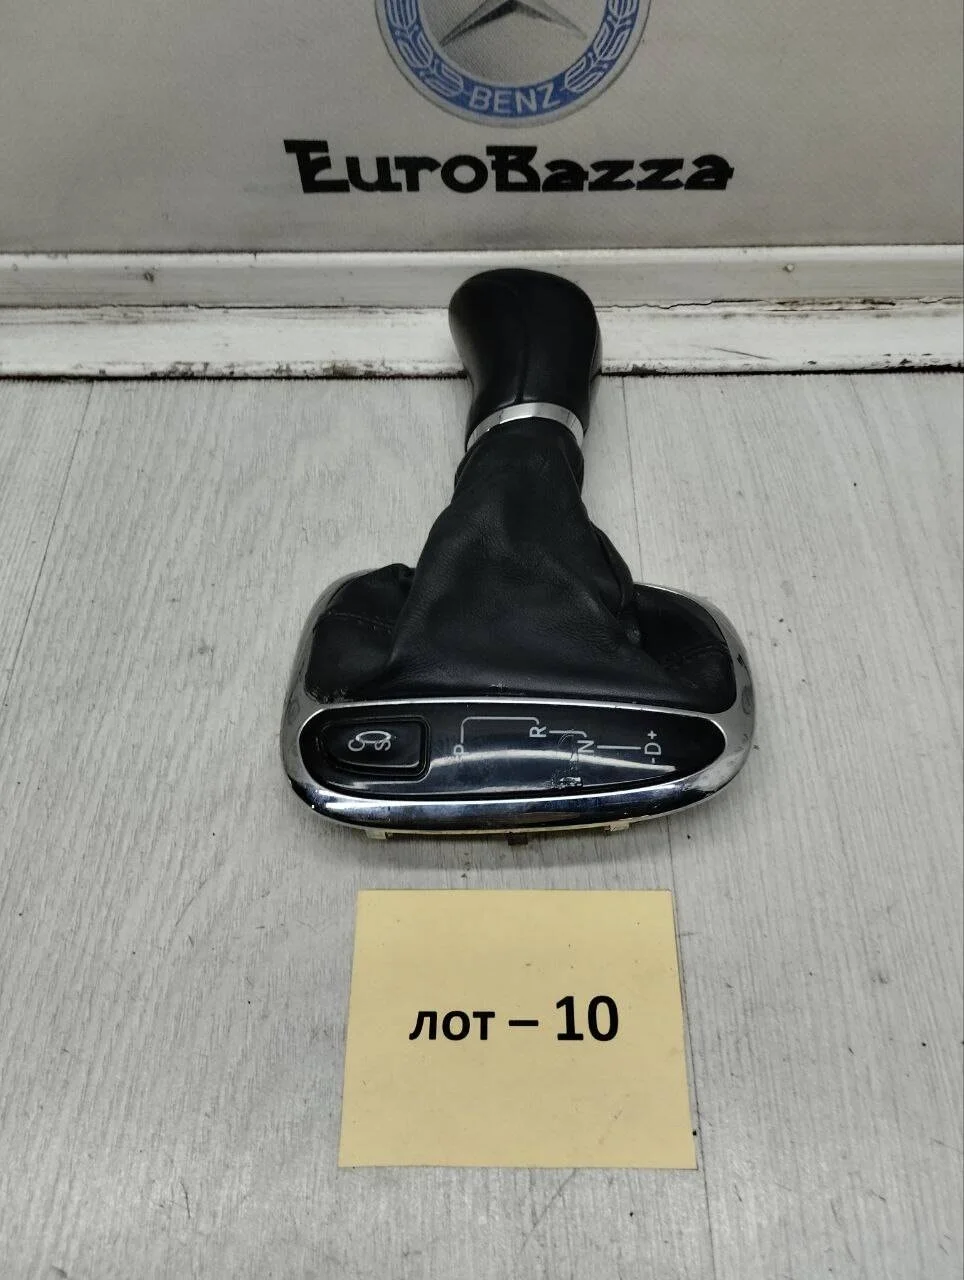 BENZ
EuroBazza
C
S
P
R
N
-D+
лот – 10